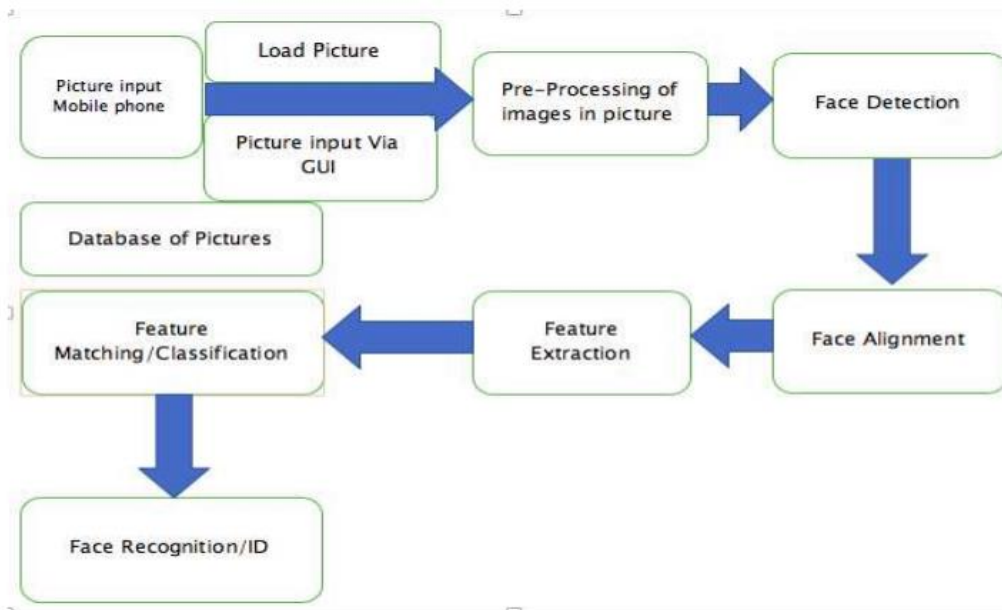 Picture input
Mobile phone
Load Picture
Picture input Via
GUI
Pre-Processing of
images in picture
Face Detection
Database of Pictures
Feature
Matching/Classification
Feature
Extraction
Face Alignment
Face Recognition/ID